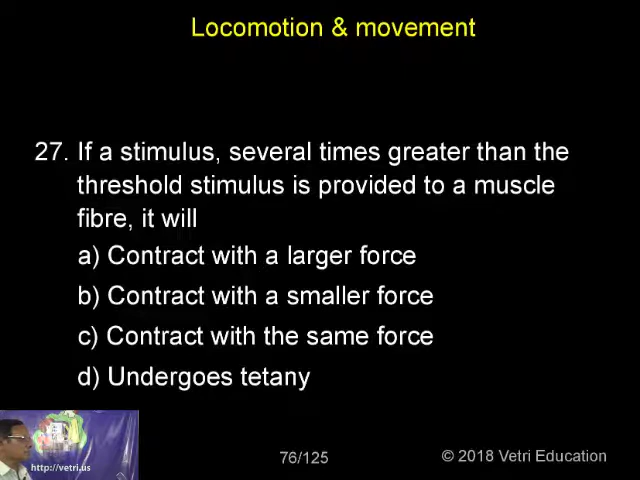 Locomotion & movement
27. If a stimulus, several times greater than the
threshold stimulus is provided to a muscle
fibre, it will
a) Contract with a larger force
b) Contract with a smaller force
c) Contract with the same force
d) Undergoes tetany
http://vetri.us
76/125
© 2018 Vetri Education